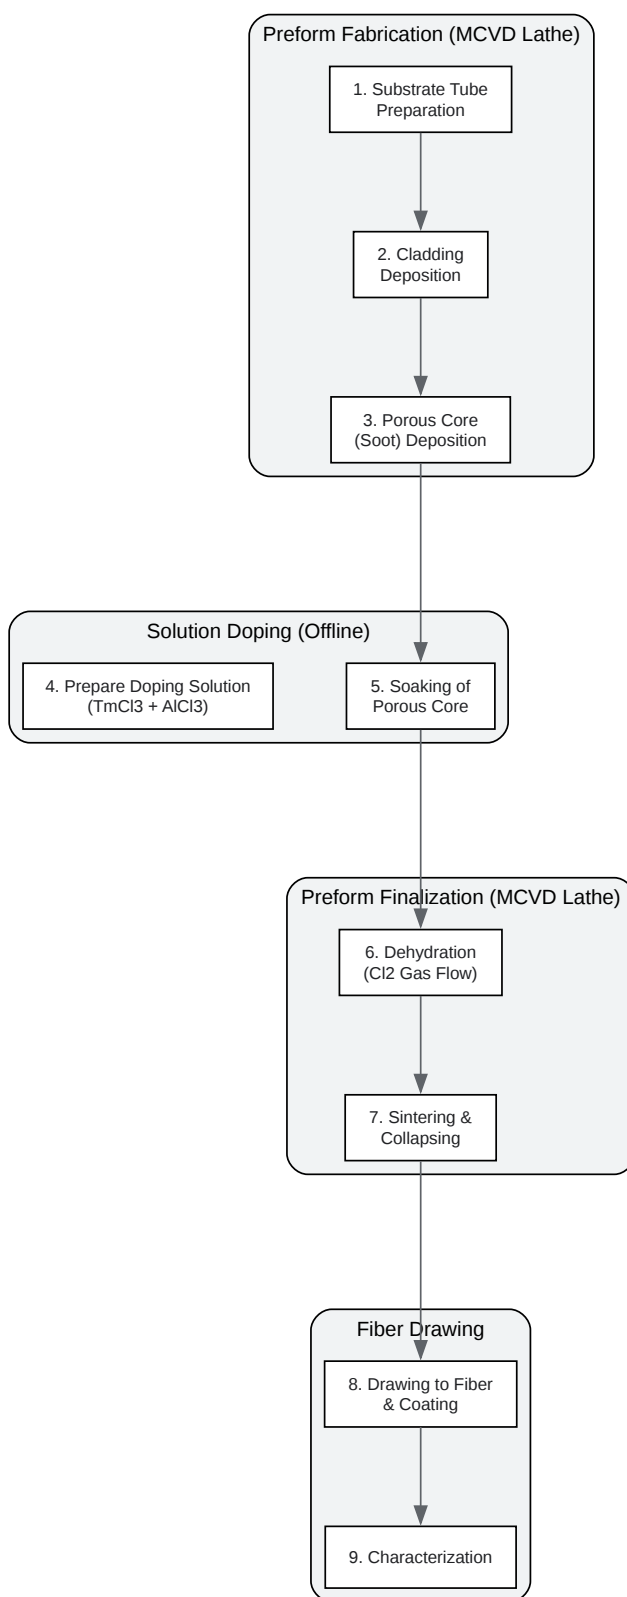 Preform Fabrication (MCVD Lathe)
1. Substrate Tube
Preparation
2. Cladding
Deposition
3. Porous Core
(Soot) Deposition
Solution Doping (Offline)
4. Prepare Doping Solution
(TmCl3 + AlCl3)
5. Soaking of
Porous Core
Preform Finalization (MCVD Lathe)
6. Dehydration
(Cl2 Gas Flow)
7. Sintering &
Collapsing
Fiber Drawing
8. Drawing to Fiber
& Coating
9. Characterization